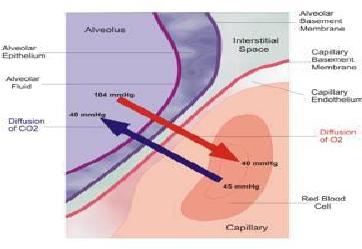 Alveolus
Alveolar
Basement
Membrane
Interstitial
Space
Alveolar
Epithelium
Capillary
Basement
Membrane
Alveolar
Fluid
Capillary
Endothelium
104 mmHg
Diffusion
of CO2
40 mmHg
Diffusion
of O2
40 mmHg
45 mmHg
Red Blood
Cell
Capillary